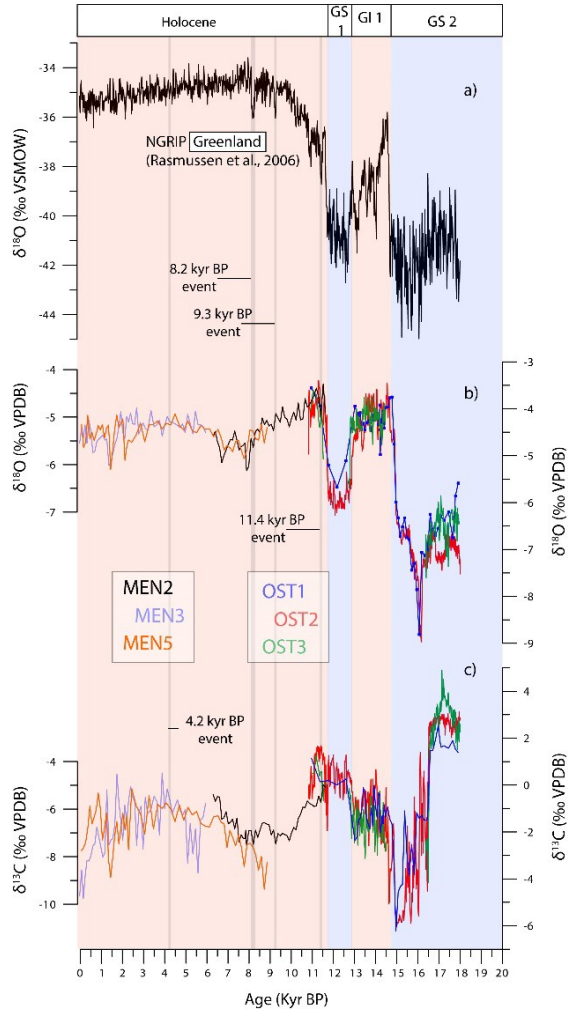 Holocene
GS
1
GI 1
GS 2
-34
-36
-38
-40
-42
-44
δ18O (‰ VSMOW)
a)
NGRIP Greenland
(Rasmussen et al., 2006)
8.2 kyr BP
event
9.3 kyr BP
event
-4
-5
-6
-7
δ18O (‰ VPDB)
b)
-3
-4
-5
-6
-7
-8
-9
δ18O (‰ VPDB)
11.4 kyr BP
event
MEN2
MEN3
MEN5
OST1
OST2
OST3
c)
4.2 kyr BP
event
-4
-6
-8
-10
δ13C (‰ VPDB)
4
2
0
-2
-4
-6
δ13C (‰ VPDB)
0 1 2 3 4 5 6 7 8 9 10 11 12 13 14 15 16 17 18 19 20
Age (Kyr BP)